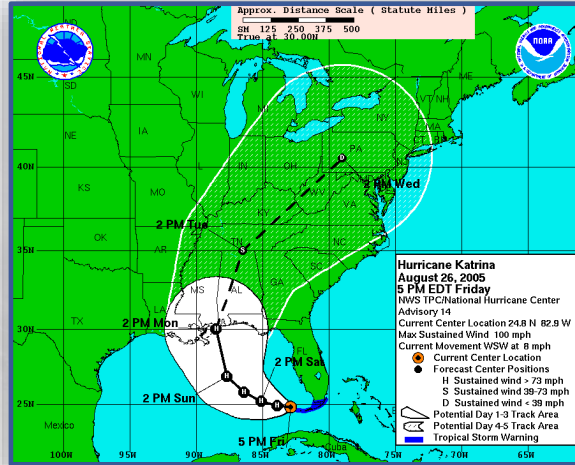 Approx. Distance Scale ( Statute Miles )
SM 125 250 375 500
True at 30.00N
NOAA
ND
MN
ME
45N
SD
WI
MI
VT NH
NY
MA
CT
NE
IA
PA
40N
IL
IN
OH
2 PM Wed
KS
MO
WV
VA
KY
2 PM Tue
35N
OK
AR
TN
NC
SC
MS
AL
GA
LA
TX
2 PM Mon
30N
FL
2 PM Sat
2 PM Sun
25N
5 PM Fri
Mexico
Cuba
100W 95W 90W 85W 80W 75W 70W 65W
H
H
H
H
H
S
D
Hurricane Katrina
August 26, 2005
5 PM EDT Friday
NWS TPC/National Hurricane Center
Advisory 14
Current Center Location 24.8 N 82.9 W
Max Sustained Wind 100 mph
Current Movement WSW at 8 mph
Current Center Location
Forecast Center Positions
H Sustained wind > 73 mph
S Sustained wind 39-73 mph
D Sustained wind < 39 mph
Potential Day 1-3 Track Area
Potential Day 4-5 Track Area
Tropical Storm Warning